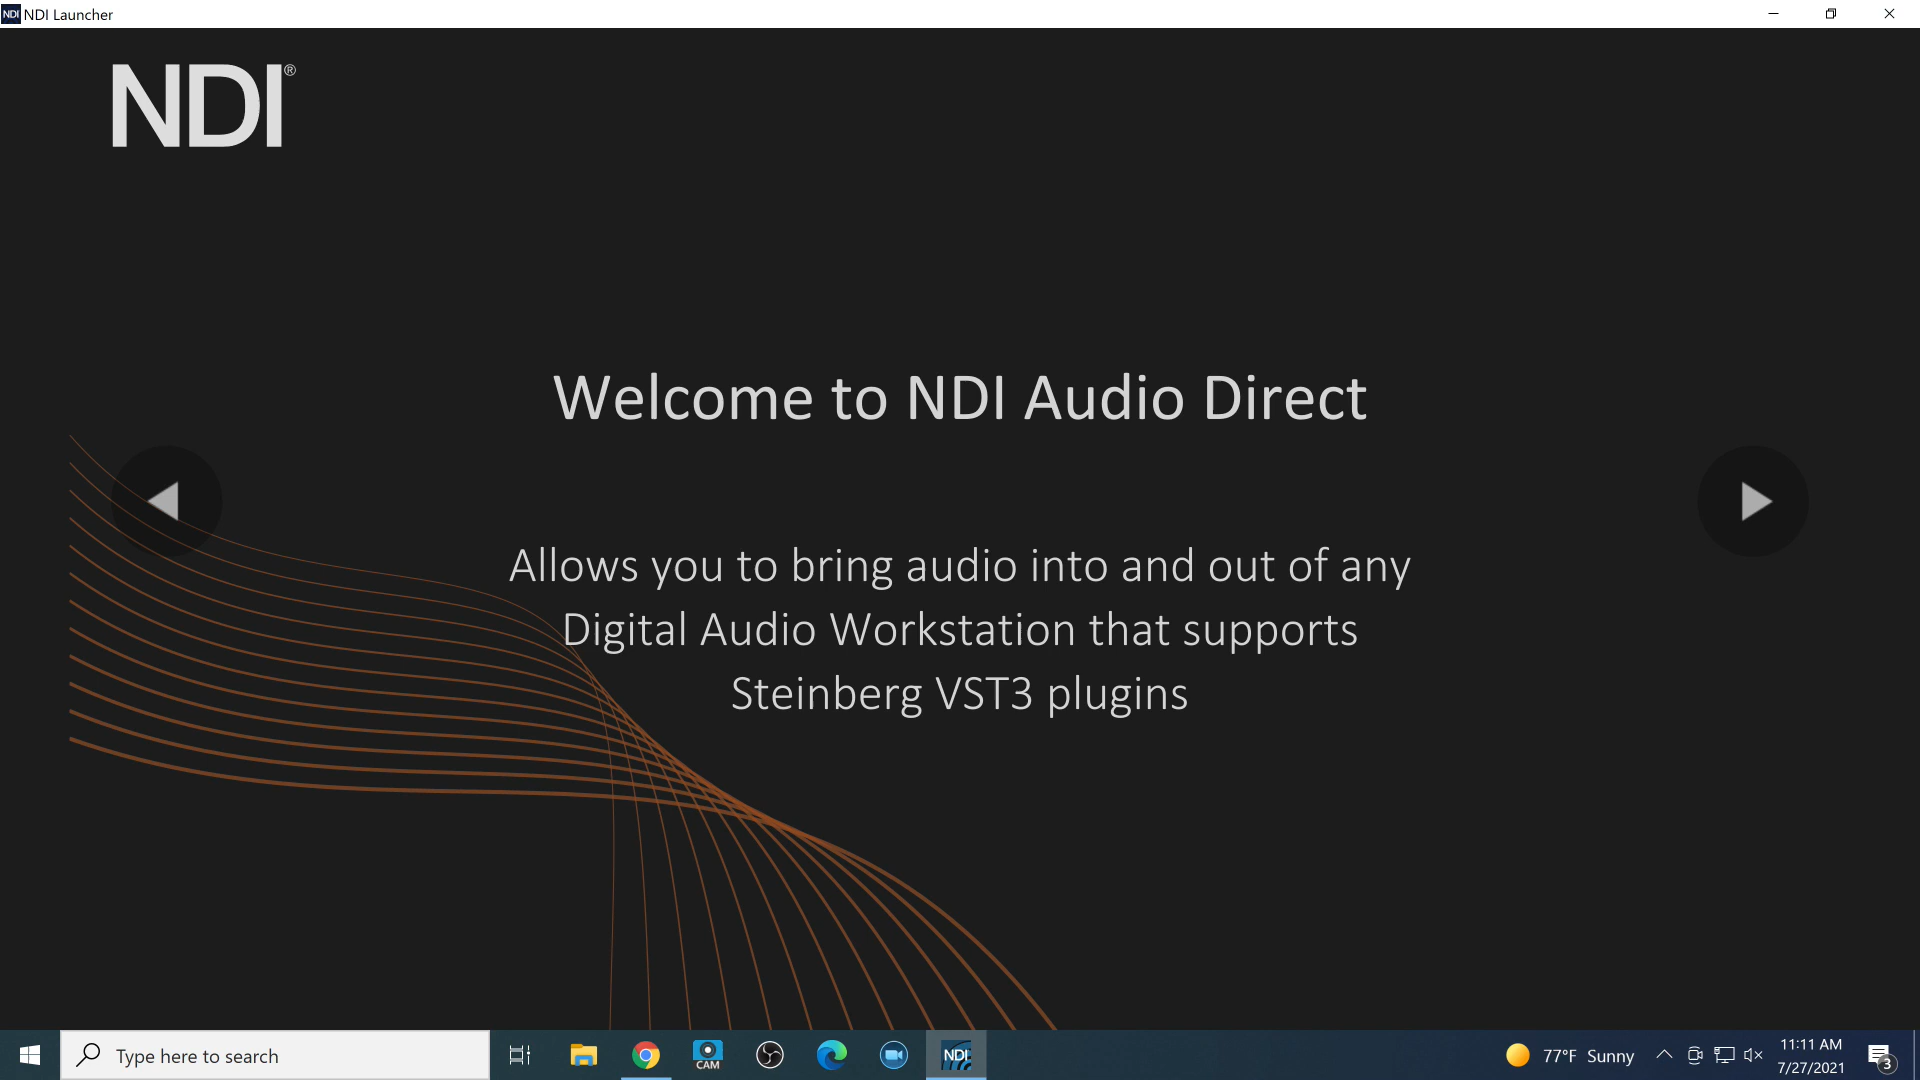 NDI NDI Launcher
NDI®
Welcome to NDI Audio Direct
Allows you to bring audio into and out of any
Digital Audio Workstation that supports
Steinberg VST3 plugins
Type here to search
CAM
NDI
77°F Sunny
11:11 AM
7/27/2021
3